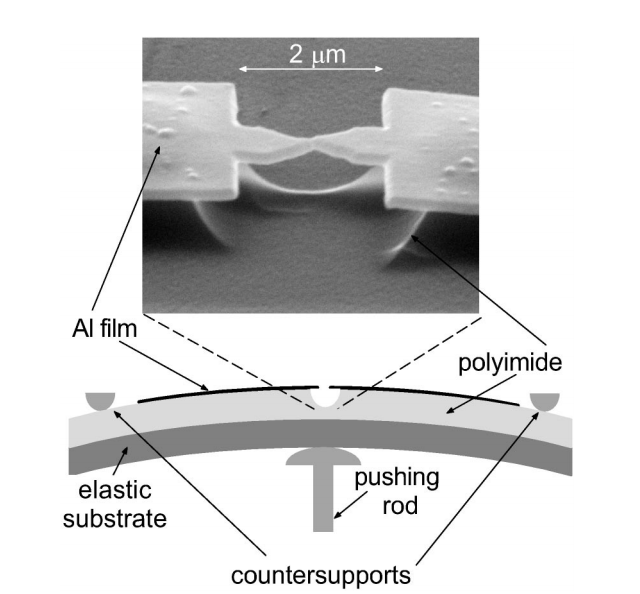 2 μm
Al film
polyimide
elastic
substrate
pushing
rod
countersupports